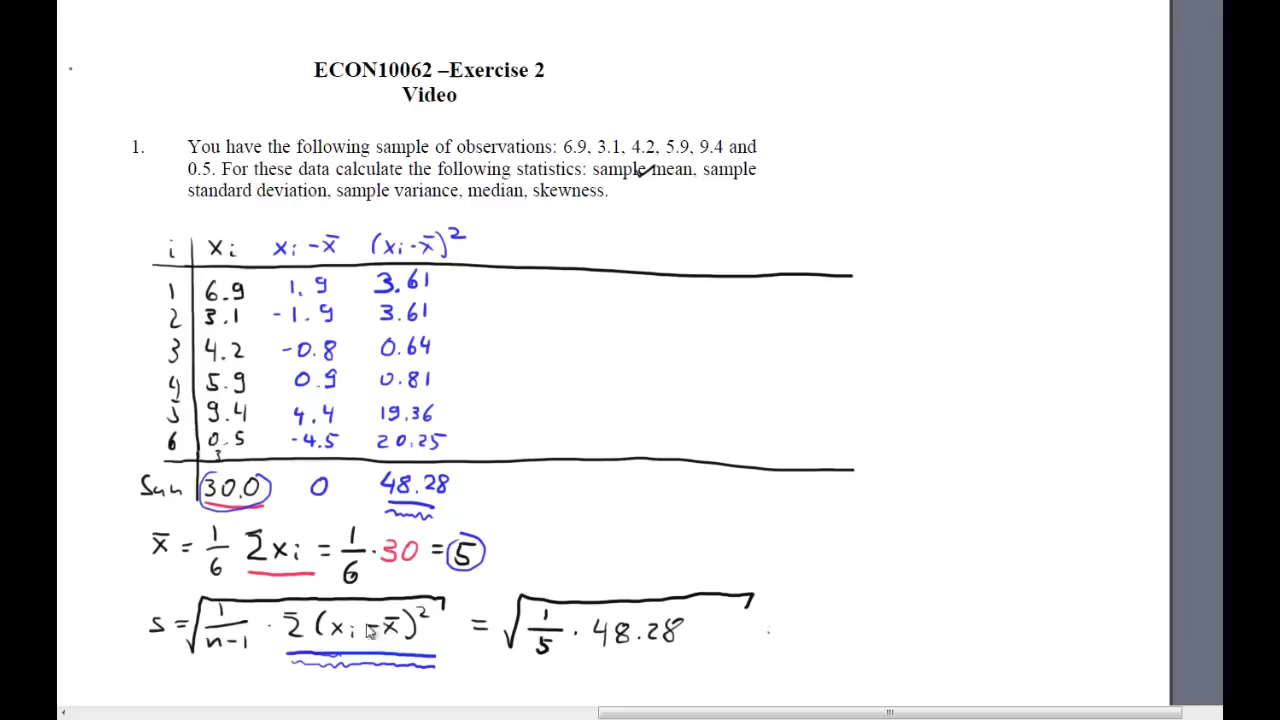 ECON10062 –Exercise 2
Video
1. You have the following sample of observations: 6.9, 3.1, 4.2, 5.9, 9.4 and
0.5. For these data calculate the following statistics: sample mean, sample
standard deviation, sample variance, median, skewness.
i xi xi - x̄ (xi - x̄)²
1 6.9 1.9 3.61
2 3.1 -1.9 3.61
3 4.2 -0.8 0.64
4 5.9 0.9 0.81
5 9.4 4.4 19.36
6 0.5 -4.5 20.25
Sum 30.0 0 48.28
x̄ = 1/6 Σxi = 1/6 · 30 = 5
s = √(1/(n-1) · Σ(xi - x̄)²) = √(1/5 · 48.28)